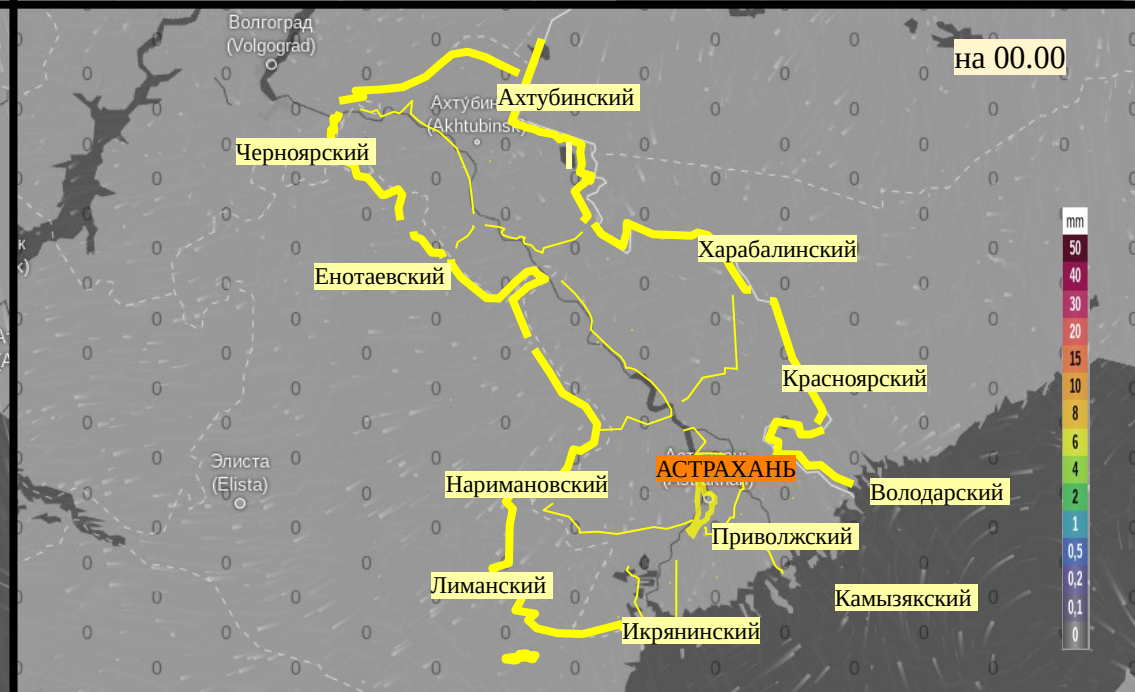 Волгоград
(Volgograd)
на 00.00
Ахтубинский
(Akhtubinsk)
Черноярский
mm
50
40
30
20
15
10
8
6
4
2
1
0,5
0,2
0,1
0
Харабалинский
Енотаевский
Красноярский
Элиста
(Elista)
АСТРАХАНЬ
Наримановский
Володарский
Приволжский
Лиманский
Камызякский
Икрянинский